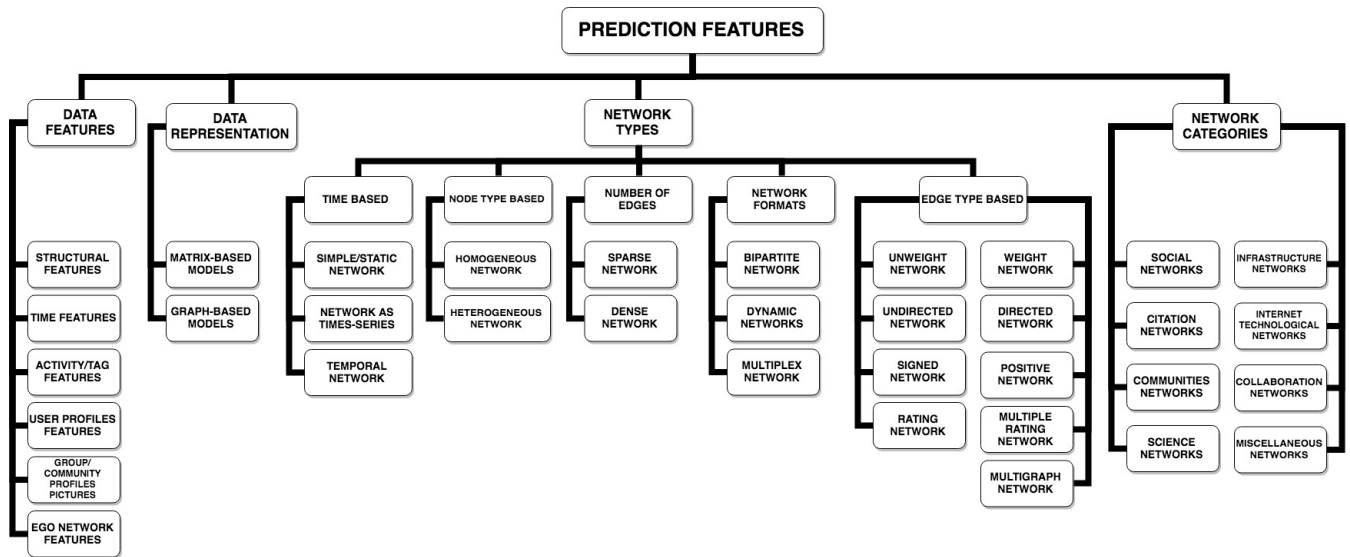 PREDICTION FEATURES
DATA
FEATURES
DATA
REPRESENTATION
NETWORK
TYPES
NETWORK
CATEGORIES
TIME BASED
NODE TYPE BASED
NUMBER OF
EDGES
NETWORK
FORMATS
EDGE TYPE BASED
STRUCTURAL
FEATURES
TIME FEATURES
ACTIVITY/TAG
FEATURES
USER PROFILES
FEATURES
GROUP/
COMMUNITY
PROFILES
PICTURES
EGO NETWORK
FEATURES
MATRIX-BASED
MODELS
GRAPH-BASED
MODELS
SIMPLE/STATIC
NETWORK
NETWORK AS
TIMES-SERIES
TEMPORAL
NETWORK
HOMOGENEOUS
NETWORK
HETEROGENEOUS
NETWORK
SPARSE
NETWORK
DENSE
NETWORK
BIPARTITE
NETWORK
DYNAMIC
NETWORKS
MULTIPLEX
NETWORK
UNWEIGHT
NETWORK
UNDIRECTED
NETWORK
SIGNED
NETWORK
RATING
NETWORK
WEIGHT
NETWORK
DIRECTED
NETWORK
POSITIVE
NETWORK
MULTIPLE
RATING
NETWORK
MULTIGRAPH
NETWORK
SOCIAL
NETWORKS
CITATION
NETWORKS
COMMUNITIES
NETWORKS
SCIENCE
NETWORKS
INFRASTRUCTURE
NETWORKS
INTERNET
TECHNOLOGICAL
NETWORKS
COLLABORATION
NETWORKS
MISCELLANEOUS
NETWORKS